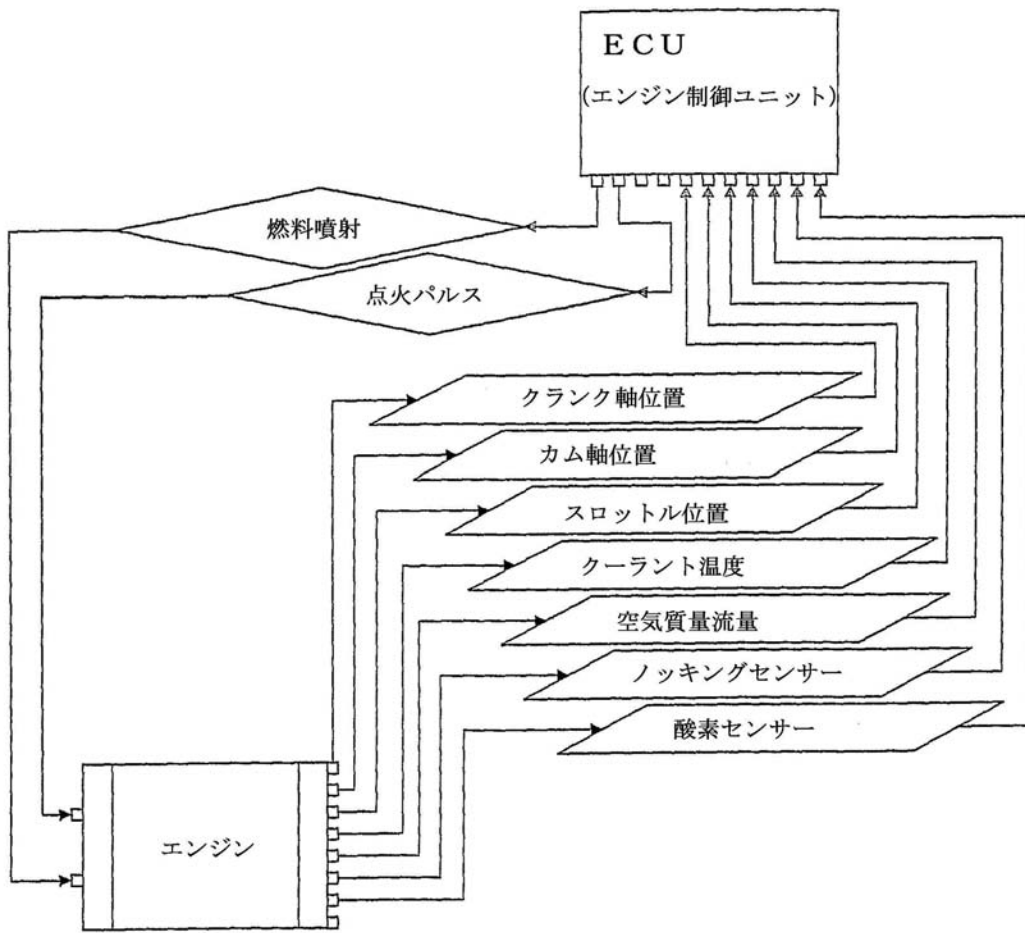 ECU
(エンジン制御ユニット)
燃料噴射
点火パルス
クランク軸位置
カム軸位置
スロットル位置
クーラント温度
空気質量流量
ノッキングセンサー
酸素センサー
エンジン